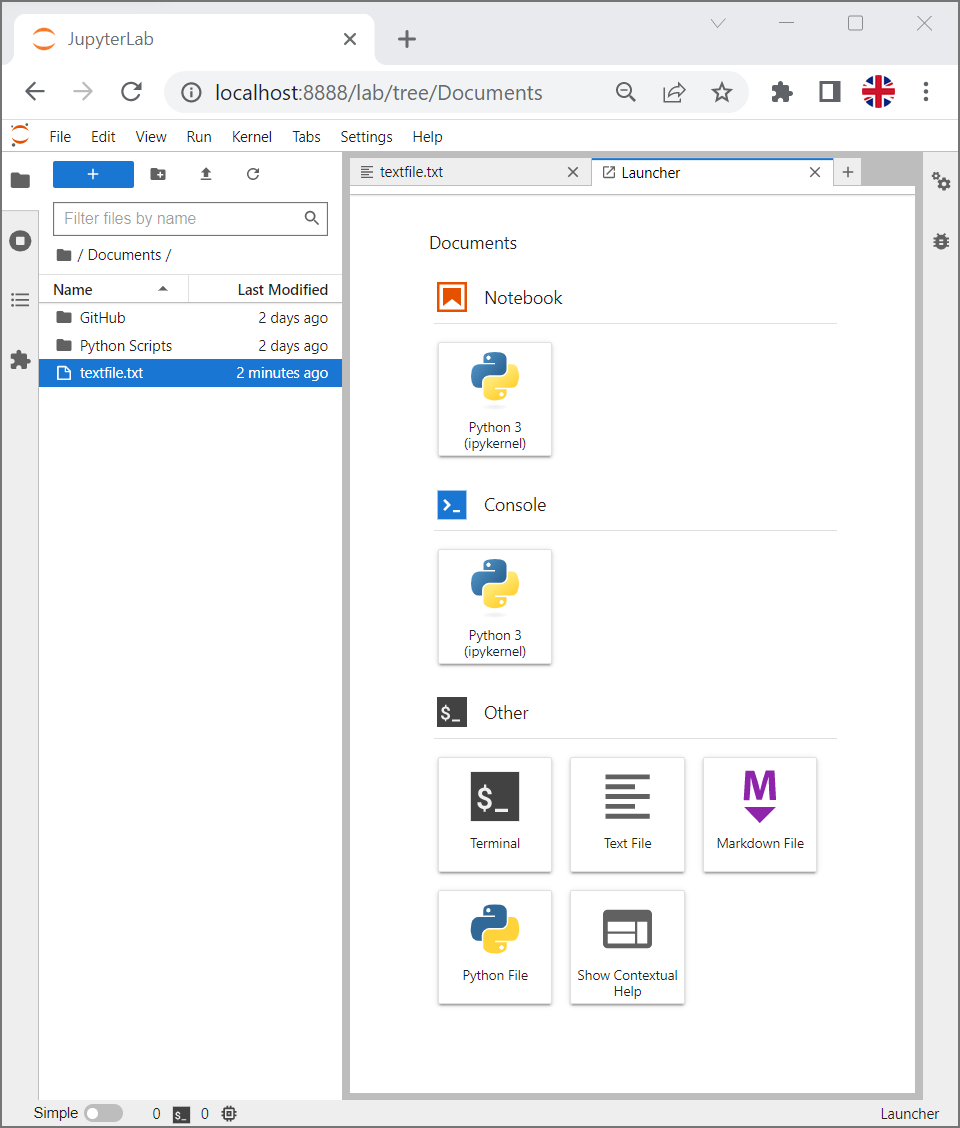 JupyterLab
localhost:8888/lab/tree/Documents
File Edit View Run Kernel Tabs Settings Help
textfile.txt Launcher
Filter files by name
/ Documents /
Name Last Modified
GitHub 2 days ago
Python Scripts 2 days ago
textfile.txt 2 minutes ago
Documents
Notebook
Python 3
(ipykernel)
Console
Python 3
(ipykernel)
$_ Other
$_
Terminal
Text File
M
Markdown File
Python File
Show Contextual
Help
Simple 0 $_ 0 Launcher